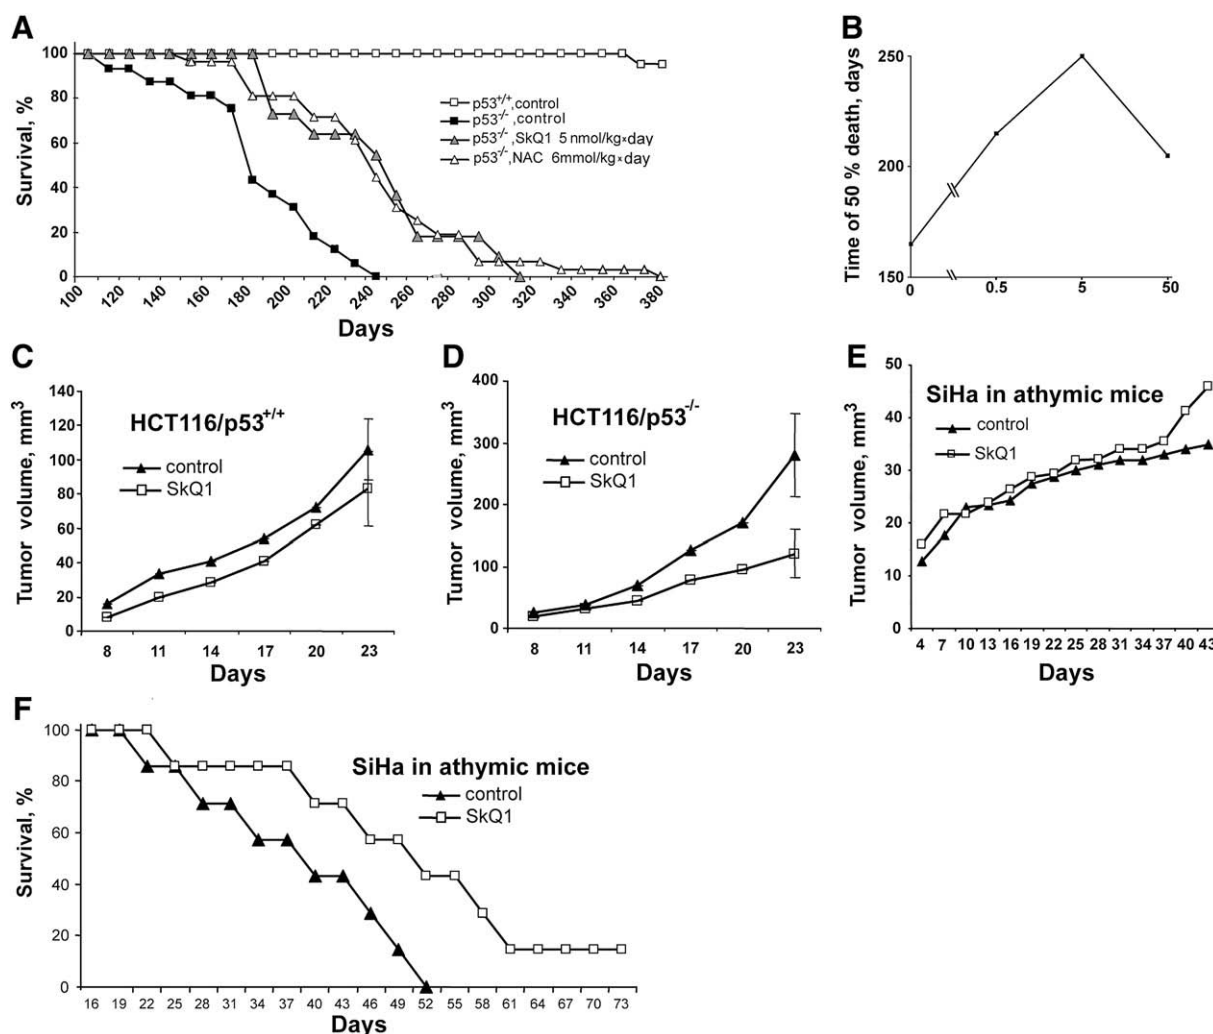 A
Survival, %
100
80
60
40
20
0
p53+/+,control
p53-/-,control
p53-/-,SkQ1 5 nmol/kg×day
p53-/-,NAC 6mmol/kg×day
100 120 140 160 180 200 220 240 260 280 300 320 340 360 380
Days
B
Time of 50 % death, days
250
200
150
0 0.5 5 50
C
Tumor volume, mm3
140
120
100
80
60
40
20
0
HCT116/p53+/+
control
SkQ1
8 11 14 17 20 23
Days
D
Tumor volume, mm3
400
300
200
100
0
HCT116/p53-/-
control
SkQ1
8 11 14 17 20 23
Days
E
Tumor volume, mm3
50
40
30
20
10
0
SiHa in athymic mice
control
SkQ1
4 7 10 13 16 19 22 25 28 31 34 37 40 43
Days
F
Survival, %
100
80
60
40
20
0
SiHa in athymic mice
control
SkQ1
16 19 22 25 28 31 34 37 40 43 46 49 52 55 58 61 64 67 70 73
Days